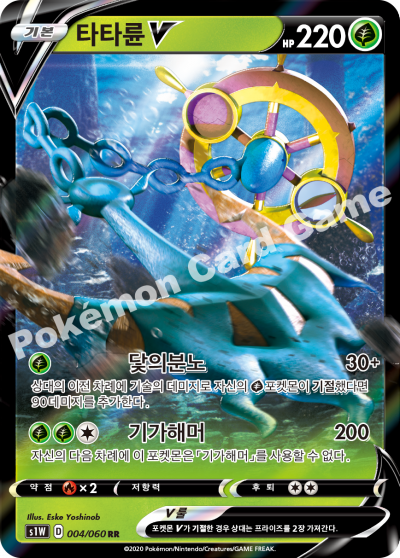 기본 타타륜 V HP 220
Pokémon Card Game
닻의분노 30+
상대의 이전 차례에 기술의 데미지로 자신의 포켓몬이 기절했다면
90데미지를 추가한다.
기가해머 200
자신의 다음 차례에 이 포켓몬은 「기가해머」를 사용할 수 없다.
약점 ×2 저항력 후퇴
Illus. Eske Yoshinob
V룰
s1W D 004/060 RR
포켓몬 V가 기절한 경우 상대는 프라이즈를 2장 가져간다.
©2020 Pokémon/Nintendo/Creatures/GAME FREAK.